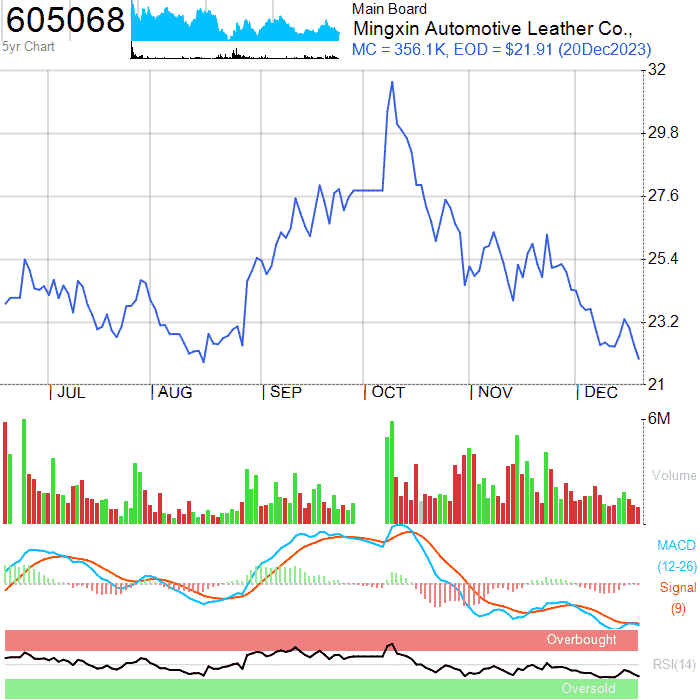 605068
5yr Chart
Main Board
Mingxin Automotive Leather Co.,
MC = 356.1K, EOD = $21.91 (20Dec2023)
32
29.8
27.6
25.4
23.2
21
JUL AUG SEP OCT NOV DEC
6M
Volume
MACD
(12-26)
Signal
(9)
Overbought
RSI(14)
Oversold